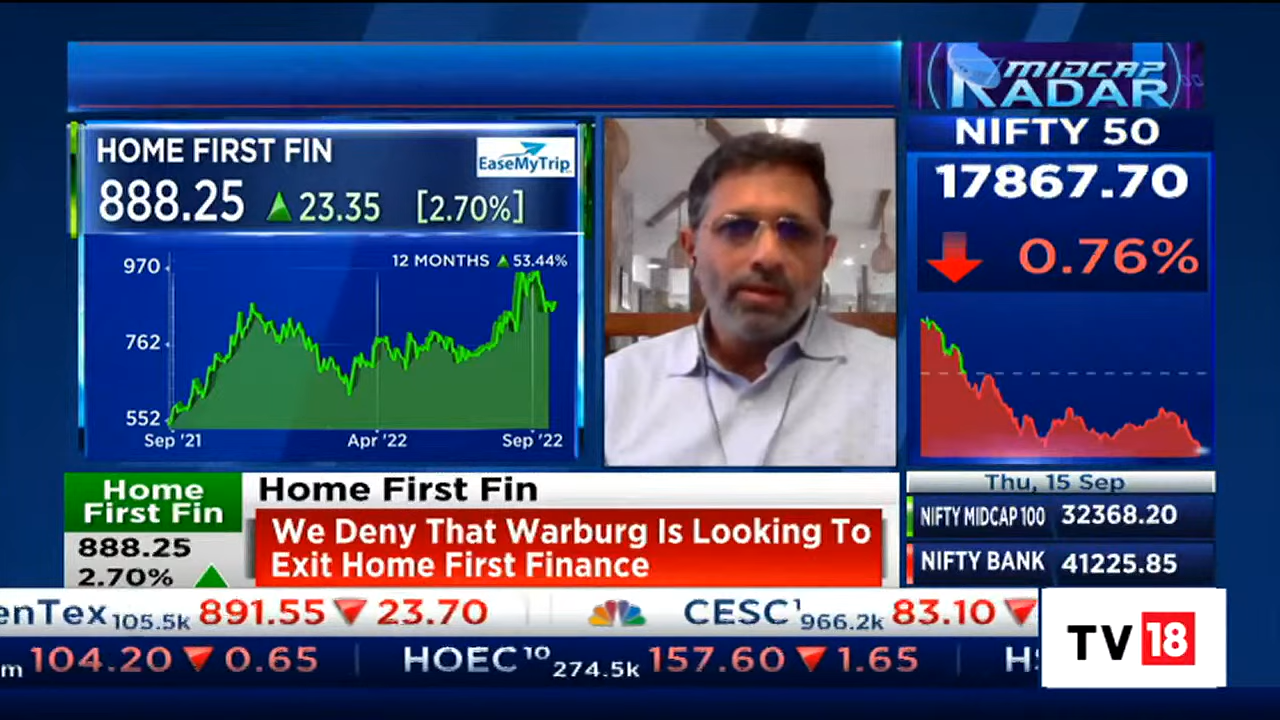 MIDCAP
RADAR
HOME FIRST FIN
EaseMyTrip
888.25 ▲ 23.35 [2.70%]
12 MONTHS ▲ 53.44%
970
762
552
Sep '21 Apr '22 Sep '22
NIFTY 50
17867.70
0.76%
Thu, 15 Sep
NIFTY MIDCAP 100 32368.20
NIFTY BANK 41225.85
Home
First Fin
888.25
2.70% ▲
Home First Fin
We Deny That Warburg Is Looking To
Exit Home First Finance
enTex 105.5k 891.55 ▼ 23.70 CESC¹ 966.2k 83.10 ▼
m 104.20 ▼ 0.65 HOEC¹⁰ 274.5k 157.60 ▼ 1.65 HS
TV18